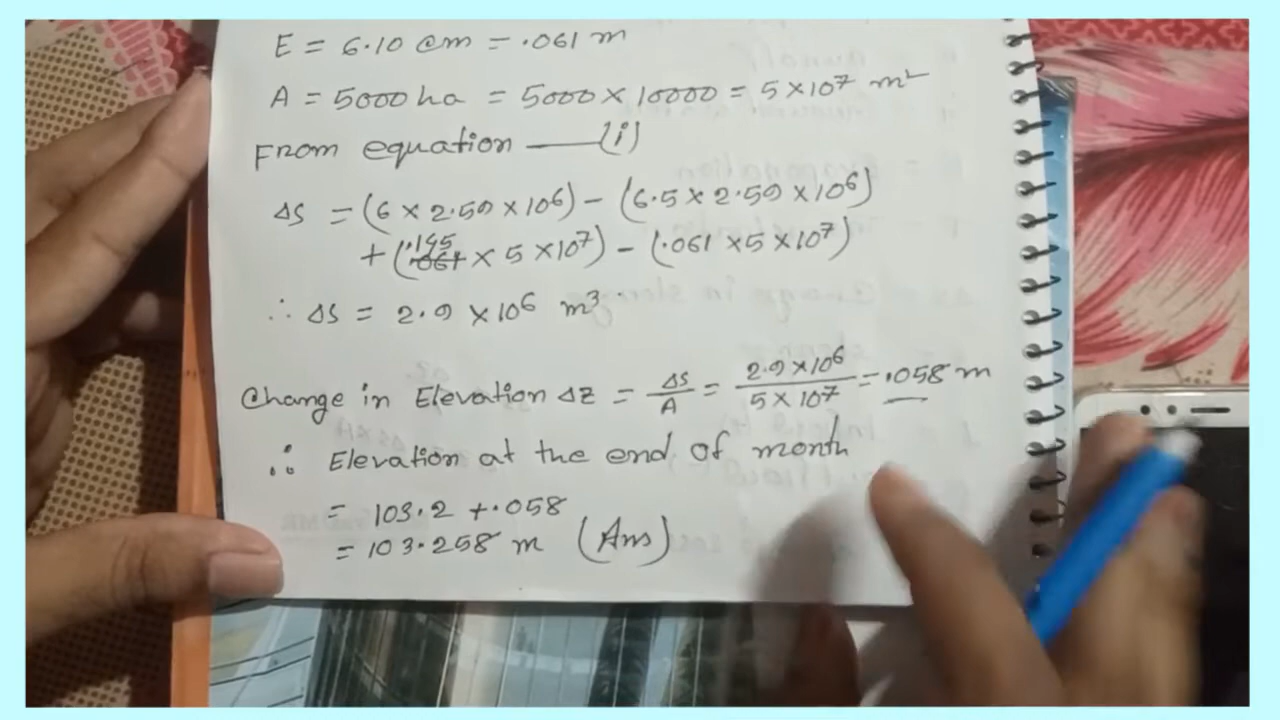 E = 6.10 cm = .061 m
A = 5000 ha = 5000 × 10000 = 5×10⁷ m²
From equation —— (i)
ΔS = (6 × 2.59 × 10⁶) - (6.5 × 2.59 × 10⁶)
+ (.145 × 5 × 10⁷) - (.061 × 5 × 10⁷)
∴ ΔS = 2.9 × 10⁶ m³
Change in Elevation ΔZ = ΔS/A = 2.9×10⁶/5×10⁷ = .058 m
∴ Elevation at the end of month
= 103.2 + .058
= 103.258 m (Ans)